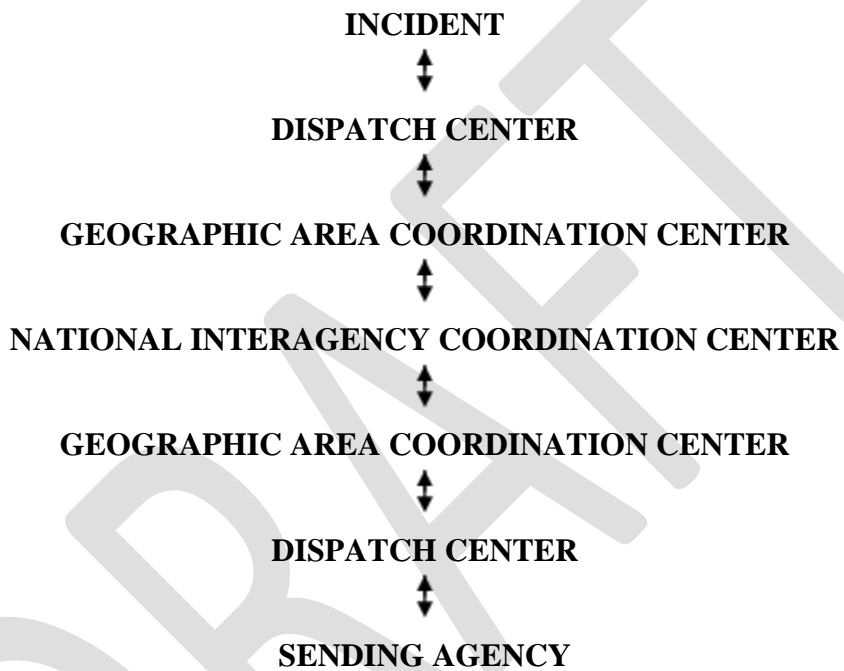 INCIDENT
DISPATCH CENTER
GEOGRAPHIC AREA COORDINATION CENTER
NATIONAL INTERAGENCY COORDINATION CENTER
GEOGRAPHIC AREA COORDINATION CENTER
DISPATCH CENTER
SENDING AGENCY
DRAFT